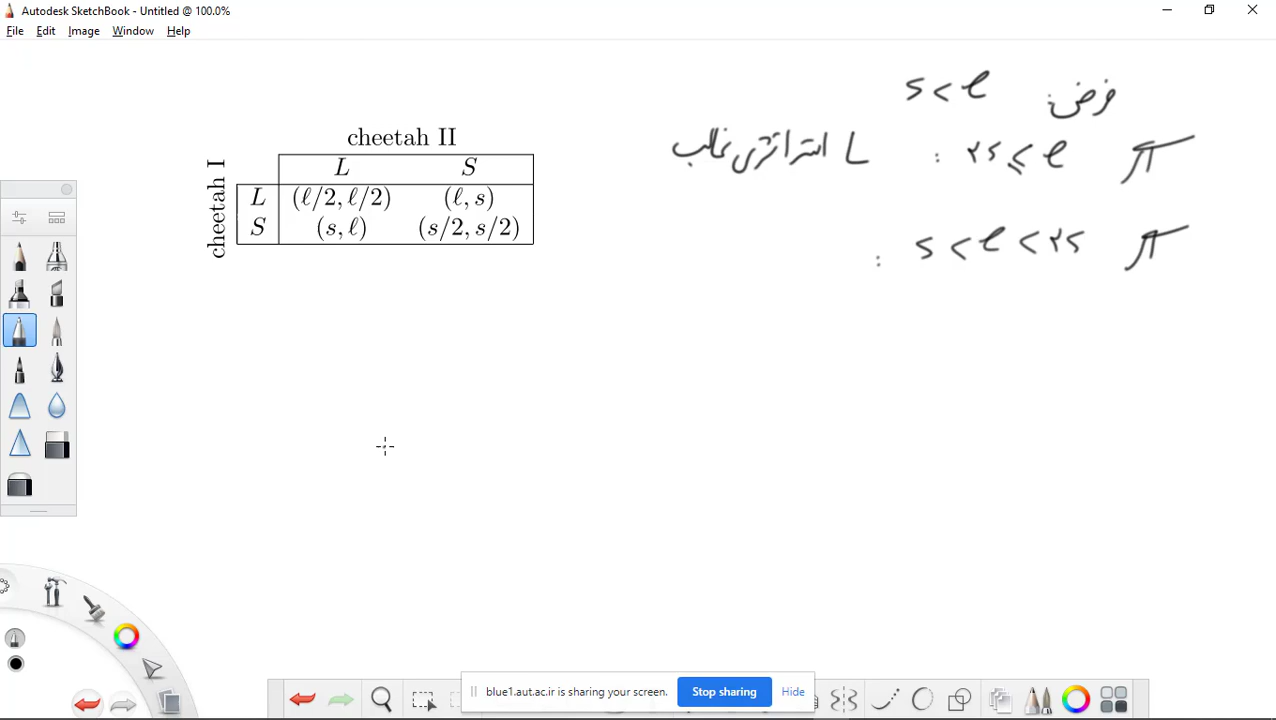 Autodesk SketchBook - Untitled @ 100.0%
File Edit Image Window Help
فرض: s < ℓ
cheetah II
L S
cheetah I
L (ℓ/2, ℓ/2) (ℓ, s)
S (s, ℓ) (s/2, s/2)
اگر ۲s ≤ ℓ : L استراتژی غالب
اگر s < ℓ < ۲s :
blue1.aut.ac.ir is sharing your screen. Stop sharing Hide